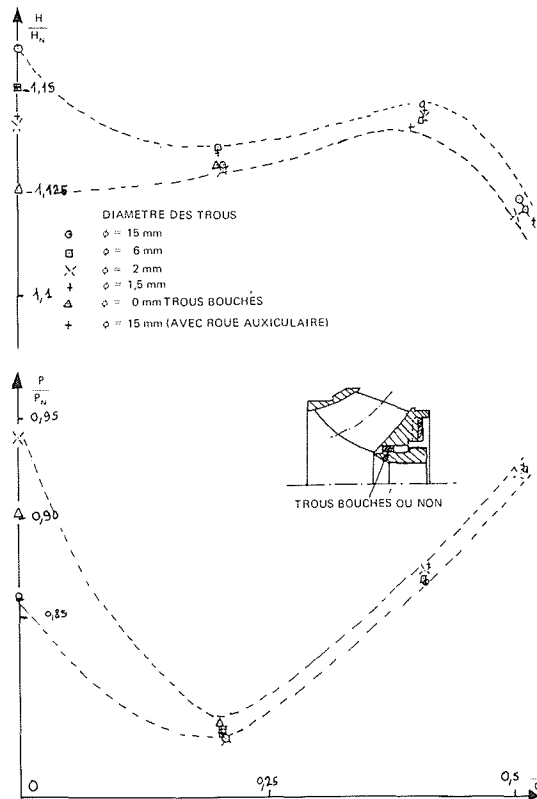 H
H_N
1,15
1,125
DIAMETRE DES TROUS
ϕ = 15 mm
ϕ = 6 mm
ϕ = 2 mm
ϕ = 1,5 mm
ϕ = 0 mm TROUS BOUCHÉS
ϕ = 15 mm (AVEC ROUE AUXICULAIRE)
1,1
P
P_N
0,95
0,90
0,85
TROUS BOUCHÉS OU NON
0
0,25
0,5